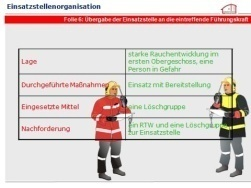 Einsatzstellenorganisation
Folie 6: Übergabe der Einsatzstelle an die eintreffende Führungskraft
Lage
starke Rauchentwicklung im
ersten Obergeschoss, eine
Person in Gefahr
Durchgeführte Maßnahmen
Einsatz mit Bereitstellung
Eingesetzte Mittel
eine Löschgruppe
Nachforderung
Ein RTW und eine Löschgruppe
zur Einsatzstelle